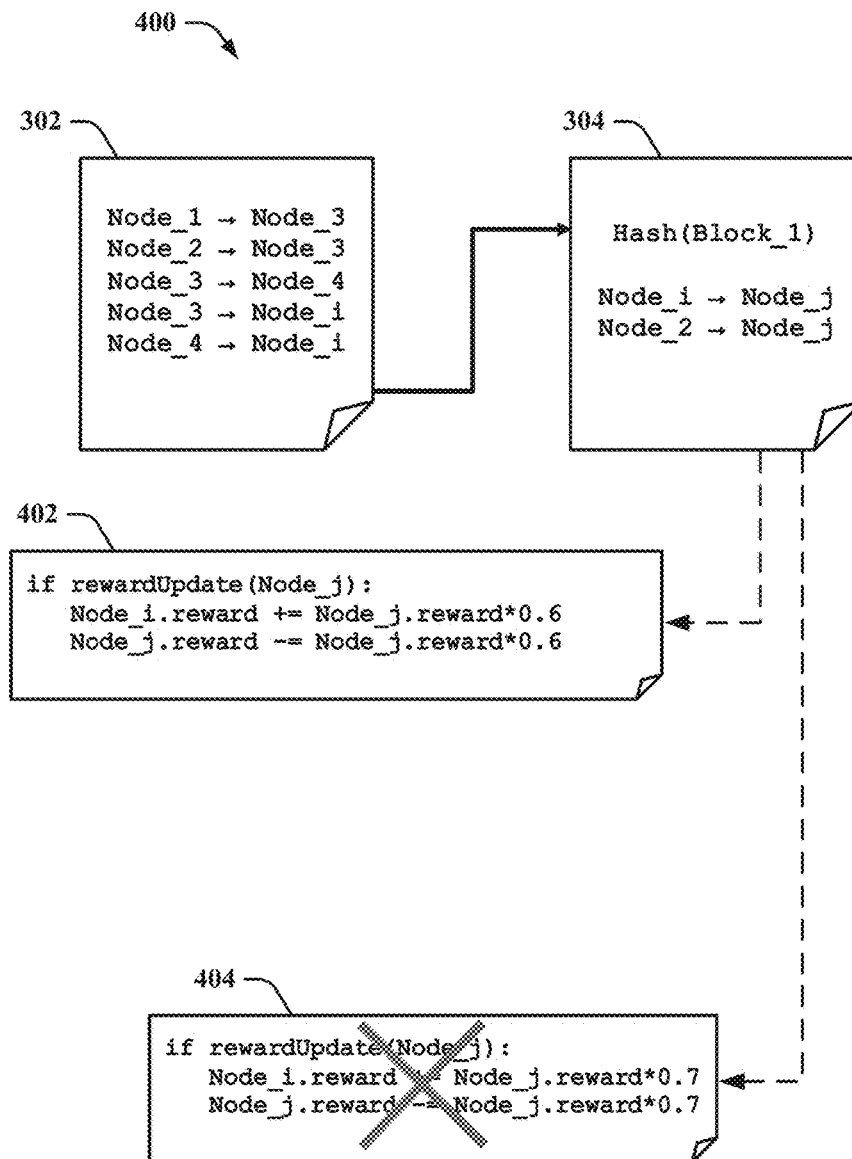 400
302
304
Node_1 → Node_3
Node_2 → Node_3
Node_3 → Node_4
Node_3 → Node_i
Node_4 → Node_i
Hash(Block_1)
Node_i → Node_j
Node_2 → Node_j
402
if rewardUpdate(Node_j):
Node_i.reward += Node_j.reward*0.6
Node_j.reward -= Node_j.reward*0.6
404
if rewardUpdate(Node_j):
Node_i.reward = Node_j.reward*0.7
Node_j.reward -= Node_j.reward*0.7